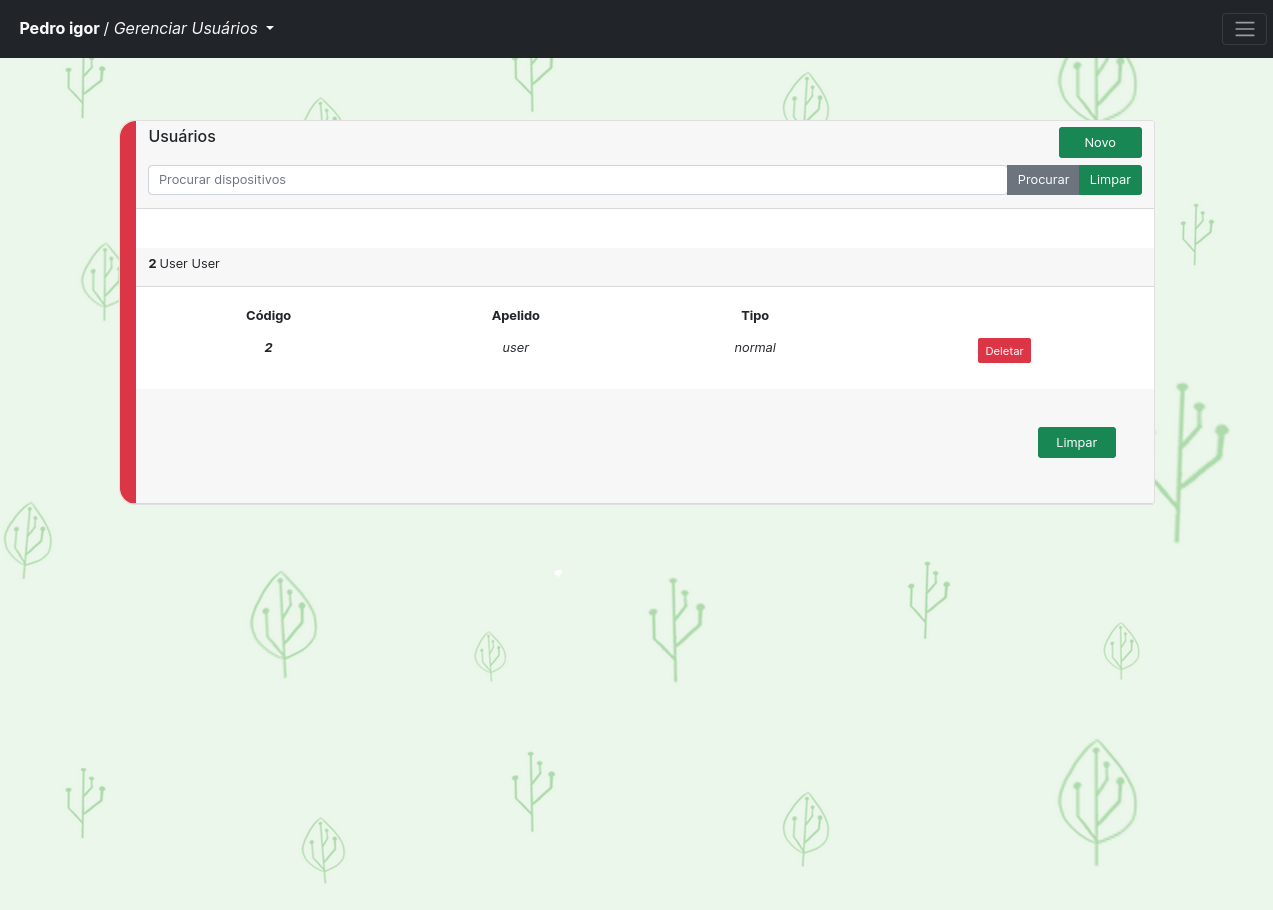 Pedro igor / Gerenciar Usuários
Usuários
Novo
Procurar dispositivos
Procurar
Limpar
2 User User
Código Apelido Tipo
2 user normal Deletar
Limpar